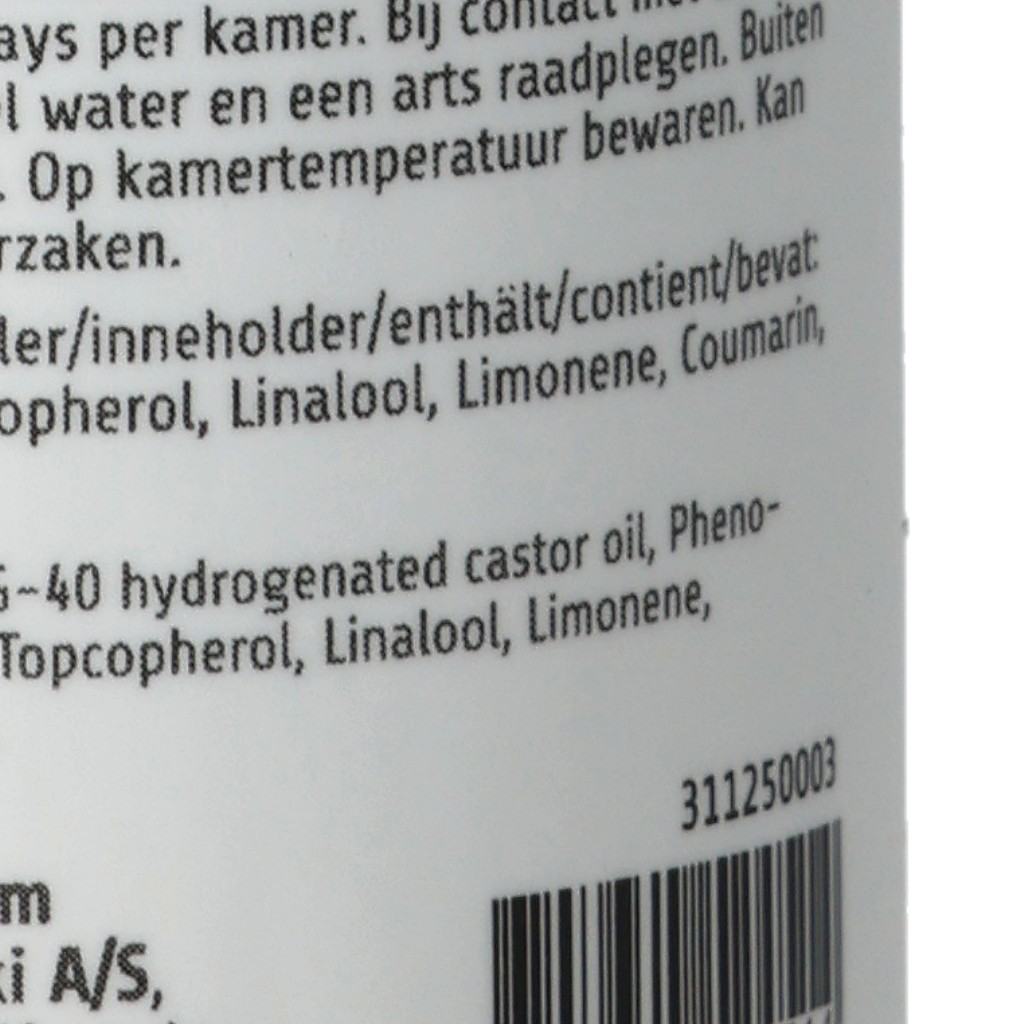 ays per kamer. Bij contact
l water en een arts raadplegen. Buiten
. Op kamertemperatuur bewaren. Kan
rzaken.
ler/inneholder/enthält/contient/bevat:
opherol, Linalool, Limonene, Coumarin,
G-40 hydrogenated castor oil, Pheno-
Topcopherol, Linalool, Limonene,
311250003
m
ki A/S,